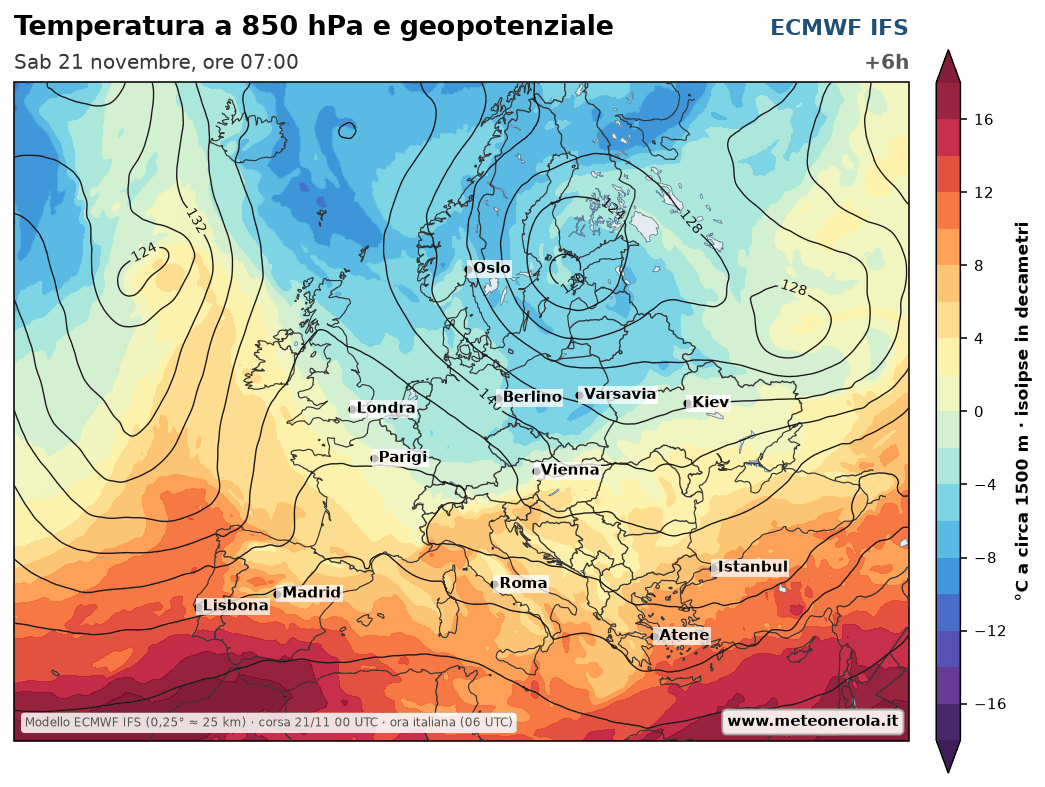 Temperatura a 850 hPa e geopotenziale
ECMWF IFS
Sab 21 novembre, ore 07:00
+6h
132
124
124
128
128
Oslo
Berlino
Varsavia
Kiev
Londra
Parigi
Vienna
Istanbul
Roma
Madrid
Lisbona
Atene
16
12
8
4
0
−4
−8
−12
−16
°C a circa 1500 m · isoipse in decametri
Modello ECMWF IFS (0,25° ≈ 25 km) · corsa 21/11 00 UTC · ora italiana (06 UTC)
www.meteonerola.it